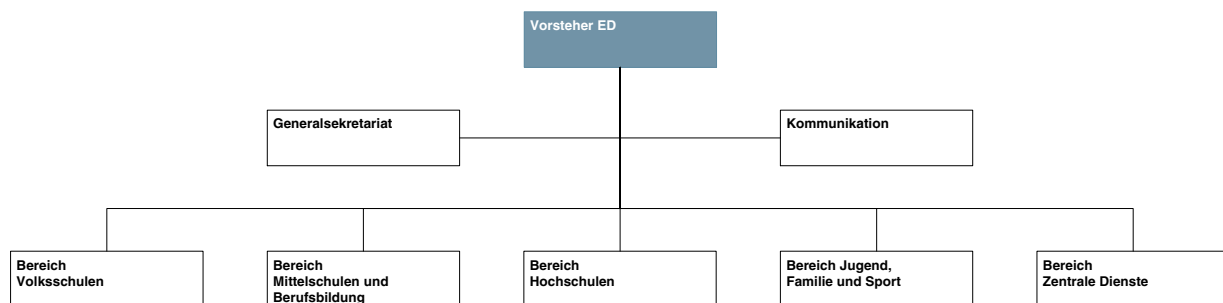 Vorsteher ED
Generalsekretariat
Kommunikation
Bereich
Volksschulen
Bereich
Mittelschulen und
Berufsbildung
Bereich
Hochschulen
Bereich Jugend,
Familie und Sport
Bereich
Zentrale Dienste